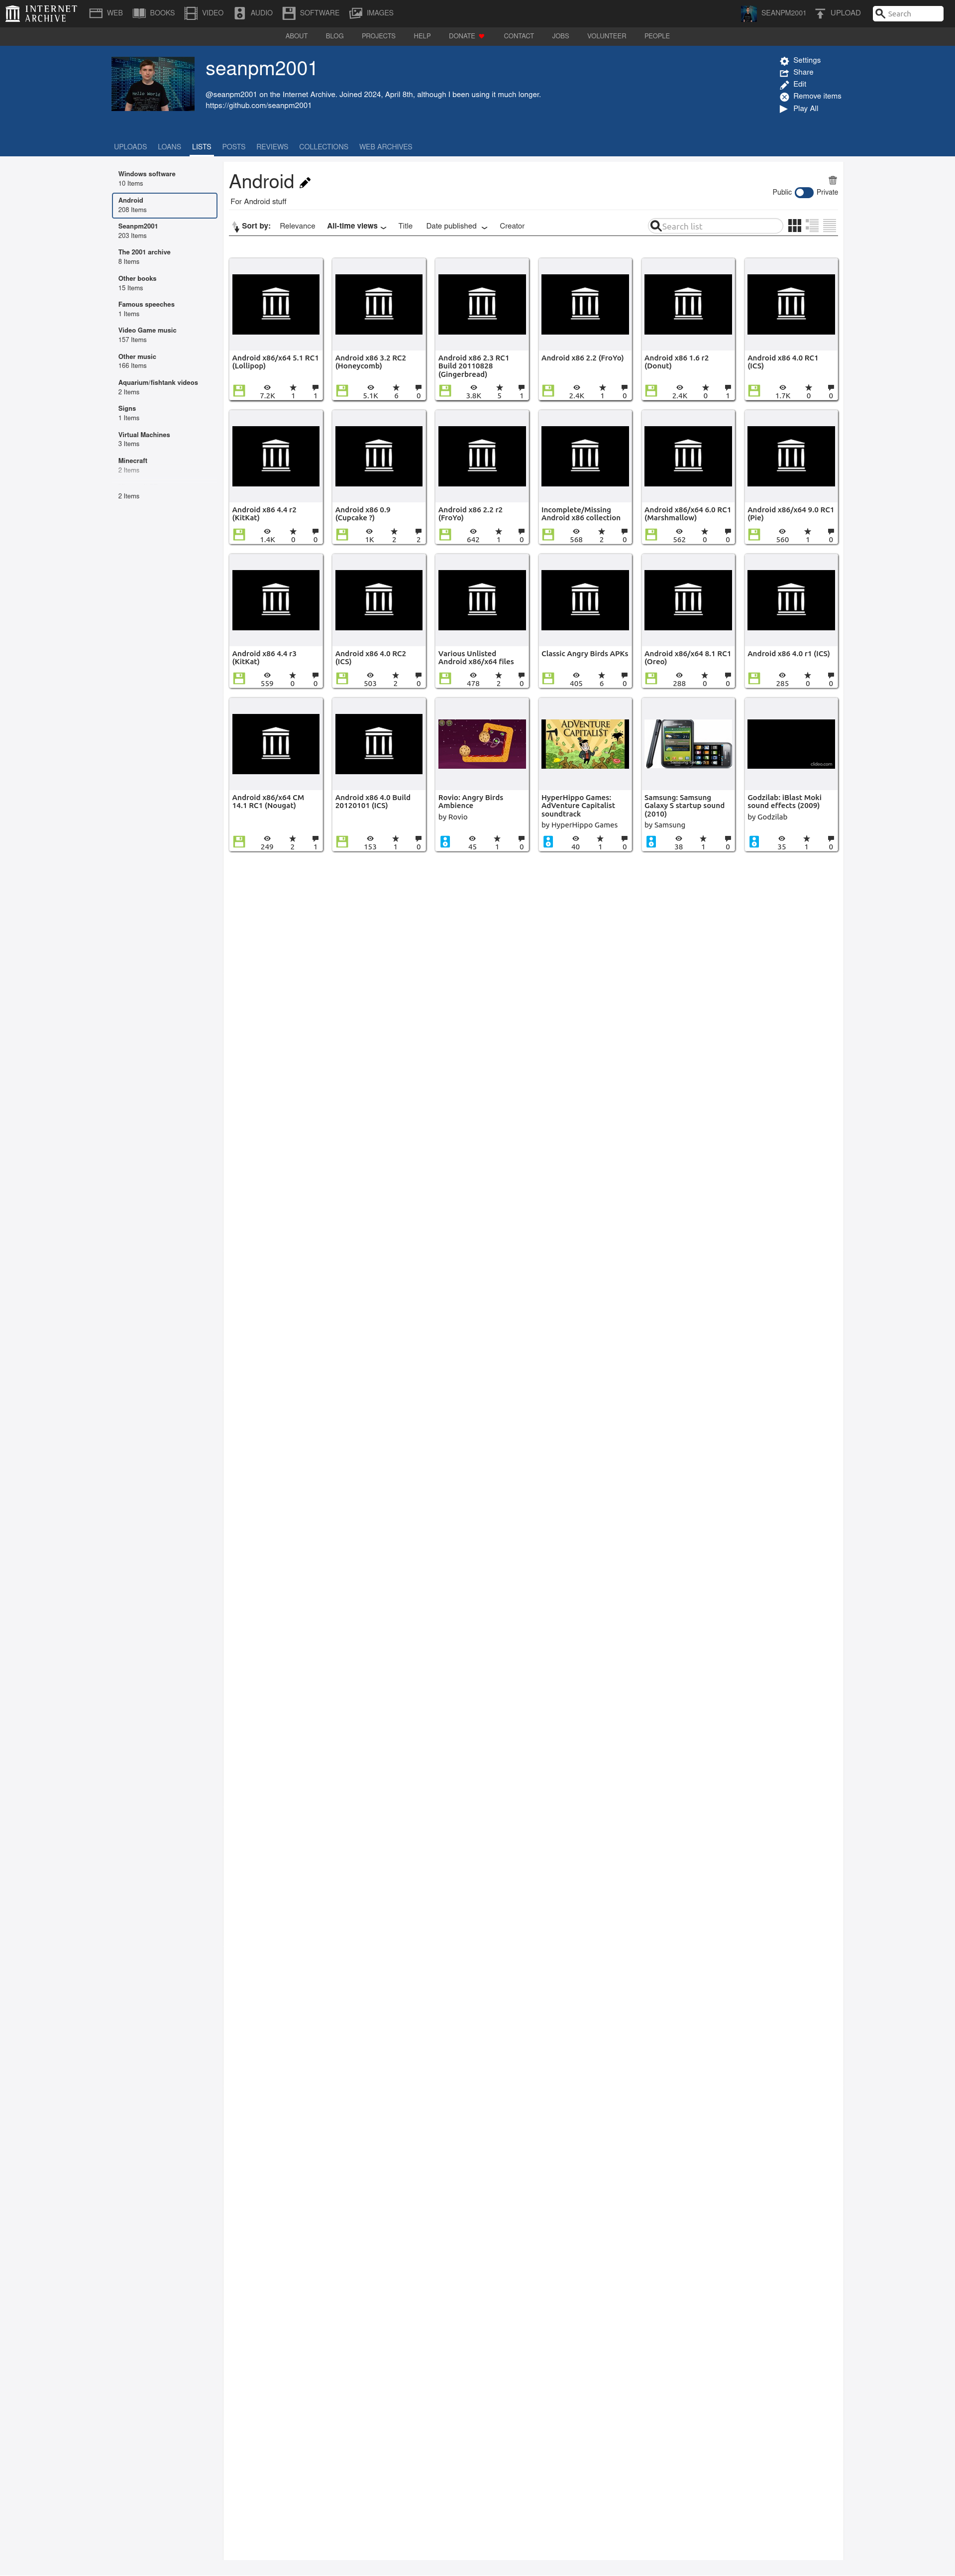 INTERNET ARCHIVE
WEB BOOKS VIDEO AUDIO SOFTWARE IMAGES SEANPM2001 UPLOAD Search
ABOUT BLOG PROJECTS HELP DONATE CONTACT JOBS VOLUNTEER PEOPLE
seanpm2001
@seanpm2001 on the Internet Archive. Joined 2024, April 8th, although I been using it much longer.
https://github.com/seanpm2001
Settings
Share
Edit
Remove items
Play All
UPLOADS LOANS LISTS POSTS REVIEWS COLLECTIONS WEB ARCHIVES
Windows software
10 Items
Android
208 Items
Seanpm2001
203 Items
The 2001 archive
8 Items
Other books
15 Items
Famous speeches
1 Items
Video Game music
157 Items
Other music
166 Items
Aquarium/fishtank videos
2 Items
Signs
1 Items
Virtual Machines
3 Items
Minecraft
2 Items
2 Items
Android
Public Private
For Android stuff
Sort by: Relevance All-time views Title Date published Creator Search list
Android x86/x64 5.1 RC1
(Lollipop)
7.2K 1 1
Android x86 3.2 RC2
(Honeycomb)
5.1K 6 0
Android x86 2.3 RC1
Build 20110828
(Gingerbread)
3.8K 5 1
Android x86 2.2 (FroYo)
2.4K 1 0
Android x86 1.6 r2
(Donut)
2.4K 0 1
Android x86 4.0 RC1
(ICS)
1.7K 0 0
Android x86 4.4 r2
(KitKat)
1.4K 0 0
Android x86 0.9
(Cupcake ?)
1K 2 2
Android x86 2.2 r2
(FroYo)
642 1 0
Incomplete/Missing
Android x86 collection
568 2 0
Android x86/x64 6.0 RC1
(Marshmallow)
562 0 0
Android x86/x64 9.0 RC1
(Pie)
560 1 0
Android x86 4.4 r3
(KitKat)
559 0 0
Android x86 4.0 RC2
(ICS)
503 2 0
Various Unlisted
Android x86/x64 files
478 2 0
Classic Angry Birds APKs
405 6 0
Android x86/x64 8.1 RC1
(Oreo)
288 0 0
Android x86 4.0 r1 (ICS)
285 0 0
Android x86/x64 CM
14.1 RC1 (Nougat)
249 2 1
Android x86 4.0 Build
20120101 (ICS)
153 1 0
Rovio: Angry Birds
Ambience
by Rovio
45 1 0
ADVENTURE
CAPITALIST
HyperHippo Games:
AdVenture Capitalist
soundtrack
by HyperHippo Games
40 1 0
Samsung: Samsung
Galaxy S startup sound
(2010)
by Samsung
38 1 0
clideo.com
Godzilab: iBlast Moki
sound effects (2009)
by Godzilab
35 1 0